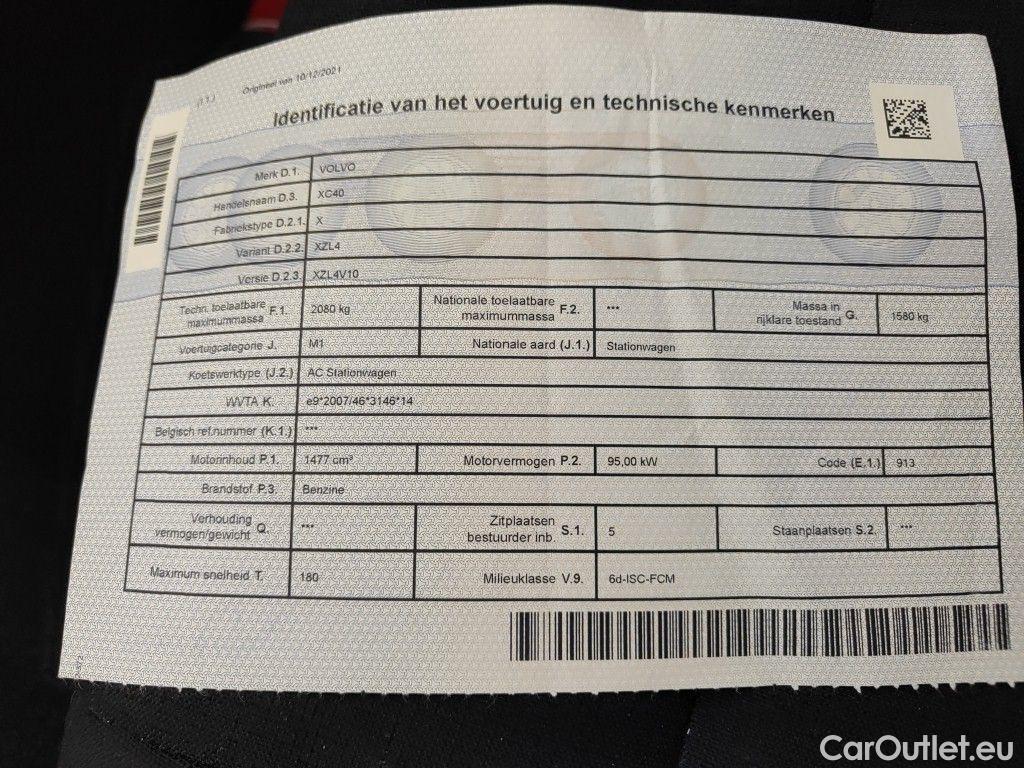 (I.1.)
Origineel van 10/12/2021
Identificatie van het voertuig en technische kenmerken
Merk D.1. VOLVO
Handelsnaam D.3. XC40
Fabriekstype D.2.1. X
Variant D.2.2. XZL4
Versie D.2.3. XZL4V10
Techn. toelaatbare maximummassa F.1. 2080 kg Nationale toelaatbare maximummassa F.2. *** Massa in rijklare toestand G. 1580 kg
Voertuigcategorie J. M1 Nationale aard (J.1.) Stationwagen
Koetswerktype (J.2.) AC Stationwagen
WVTA K. e9*2007/46*3146*14
Belgisch ref.nummer (K.1.) ***
Motorinhoud P.1. 1477 cm³ Motorvermogen P.2. 95,00 kW Code (E.1.) 913
Brandstof P.3. Benzine
Verhouding vermogen/gewicht Q. *** Zitplaatsen bestuurder inb. S.1. 5 Staanplaatsen S.2. ***
Maximum snelheid T. 180 Milieuklasse V.9. 6d-ISC-FCM
CarOutlet.eu